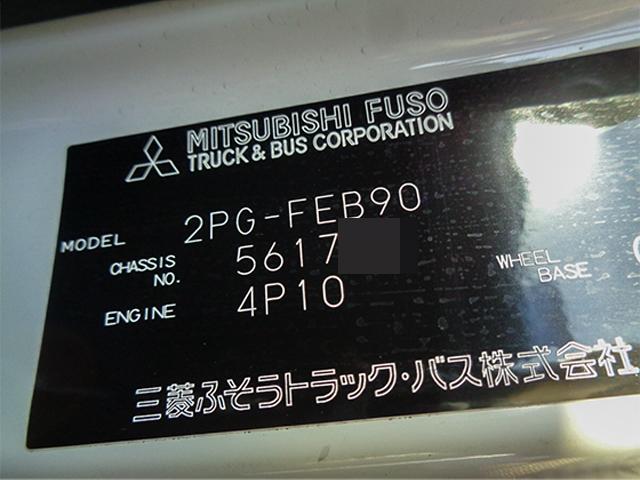 MITSUBISHI FUSO
TRUCK & BUS CORPORATION
MODEL 2PG-FEB90
CHASSIS NO. 5617
WHEEL BASE
ENGINE 4P10
三菱ふそうトラック・バス株式会社